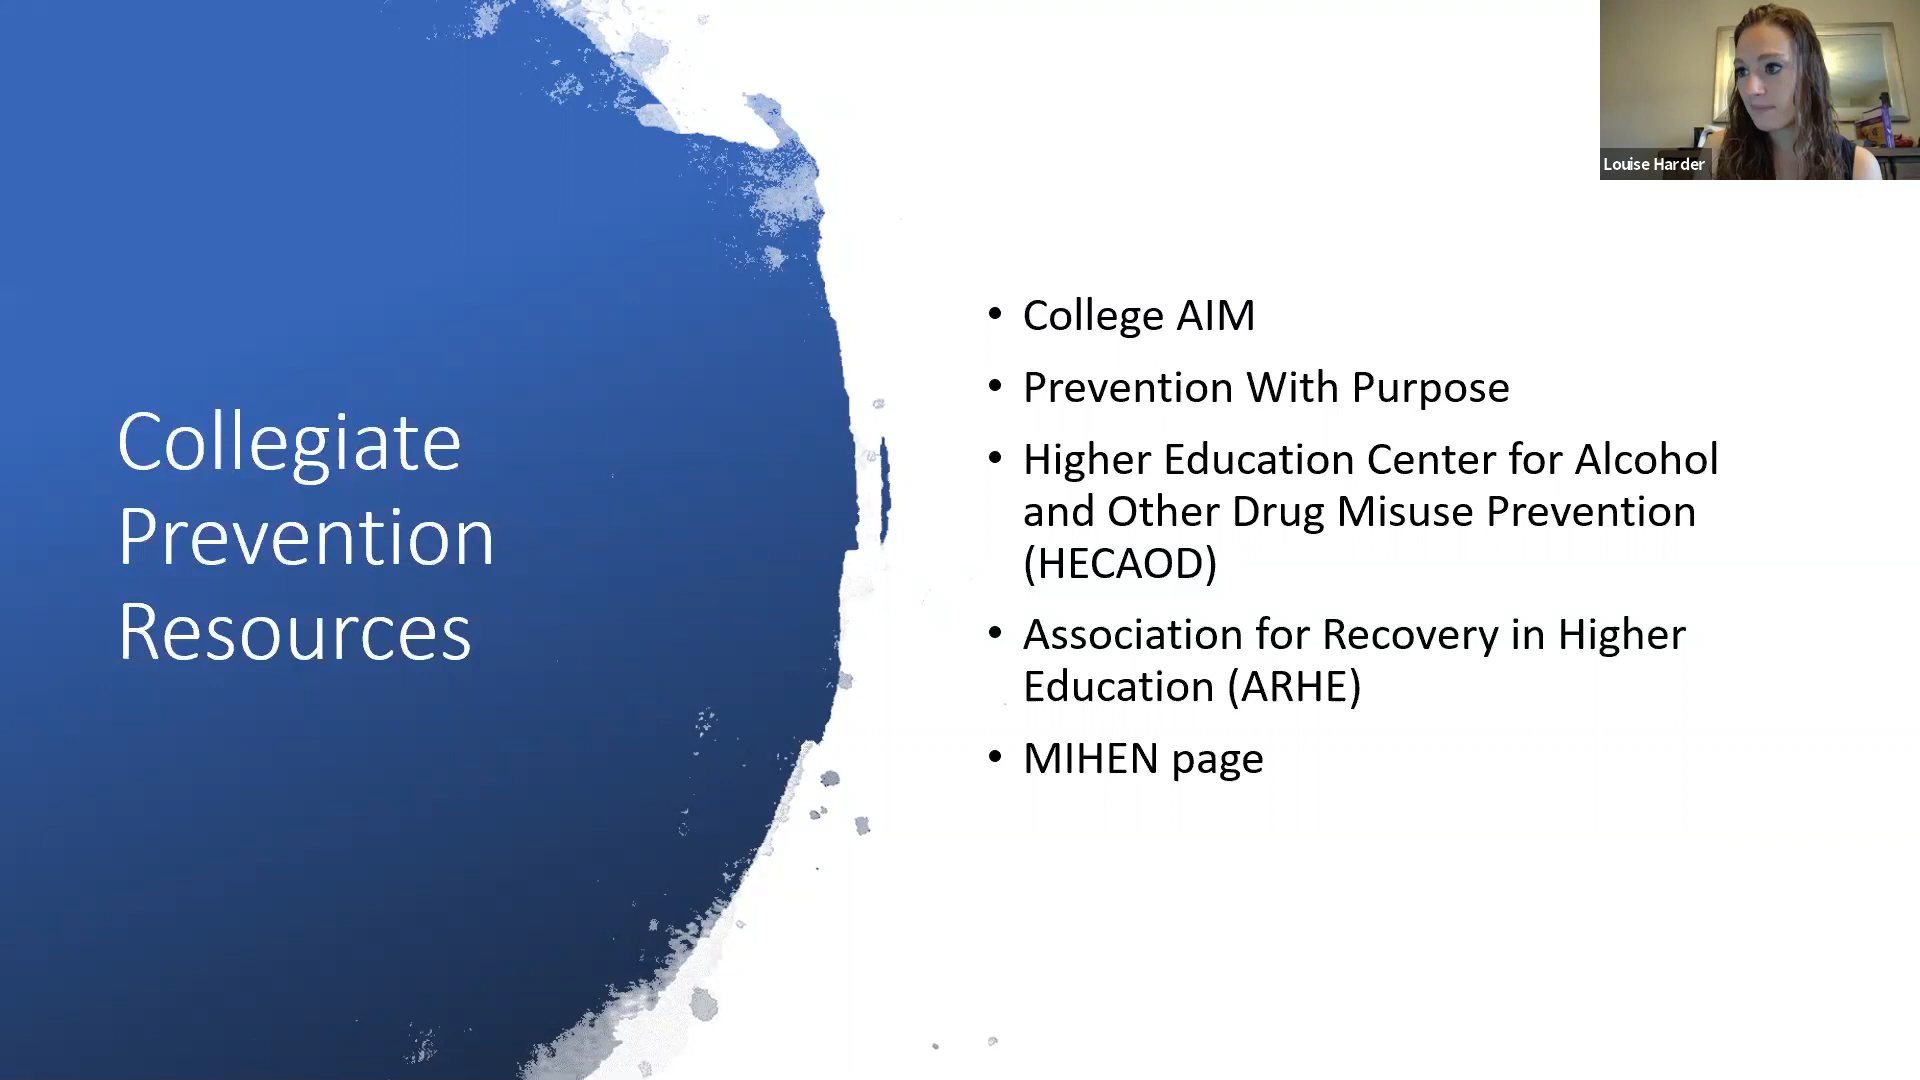 Louise Harder
Collegiate
Prevention
Resources
• College AIM
• Prevention With Purpose
• Higher Education Center for Alcohol
and Other Drug Misuse Prevention
(HECAOD)
• Association for Recovery in Higher
Education (ARHE)
• MIHEN page